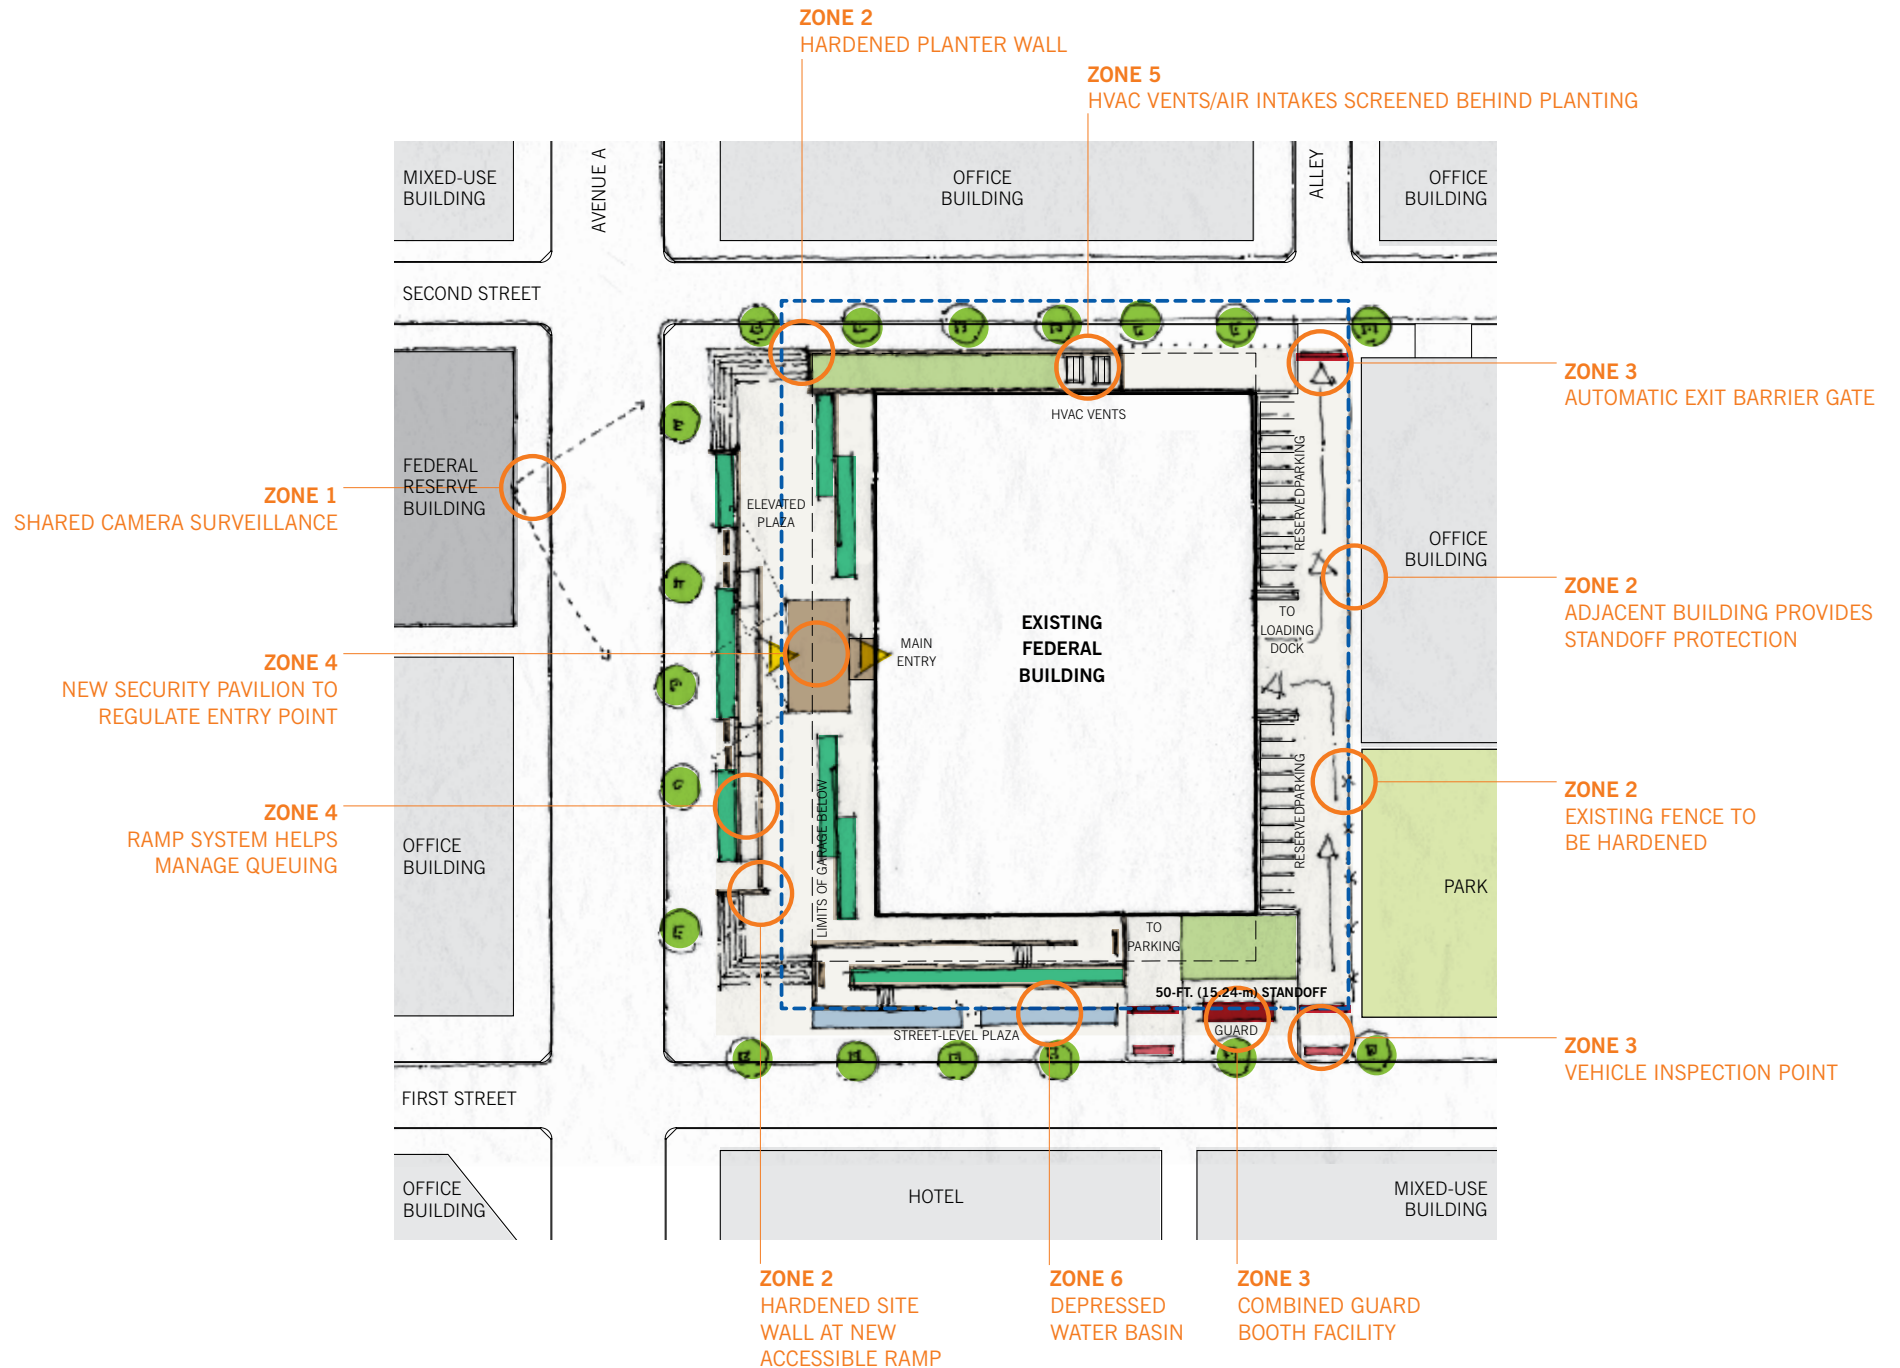 ZONE 2
HARDENED PLANTER WALL
ZONE 5
HVAC VENTS/AIR INTAKES SCREENED BEHIND PLANTING
MIXED-USE
BUILDING
AVENUE A
OFFICE
BUILDING
ALLEY
OFFICE
BUILDING
SECOND STREET
ZONE 3
AUTOMATIC EXIT BARRIER GATE
HVAC VENTS
FEDERAL
RESERVE
BUILDING
ZONE 1
SHARED CAMERA SURVEILLANCE
ELEVATED
PLAZA
RESERVEDPARKING
OFFICE
BUILDING
ZONE 2
ADJACENT BUILDING PROVIDES
STANDOFF PROTECTION
TO
LOADING
DOCK
EXISTING
FEDERAL
BUILDING
MAIN
ENTRY
ZONE 4
NEW SECURITY PAVILION TO
REGULATE ENTRY POINT
ZONE 4
RAMP SYSTEM HELPS
MANAGE QUEUING
OFFICE
BUILDING
LIMITS OF GARAGE BELOW
RESERVEDPARKING
ZONE 2
EXISTING FENCE TO
BE HARDENED
PARK
TO
PARKING
50-FT. (15.24-m) STANDOFF
STREET-LEVEL PLAZA
GUARD
ZONE 3
VEHICLE INSPECTION POINT
FIRST STREET
OFFICE
BUILDING
HOTEL
MIXED-USE
BUILDING
ZONE 2
HARDENED SITE
WALL AT NEW
ACCESSIBLE RAMP
ZONE 6
DEPRESSED
WATER BASIN
ZONE 3
COMBINED GUARD
BOOTH FACILITY